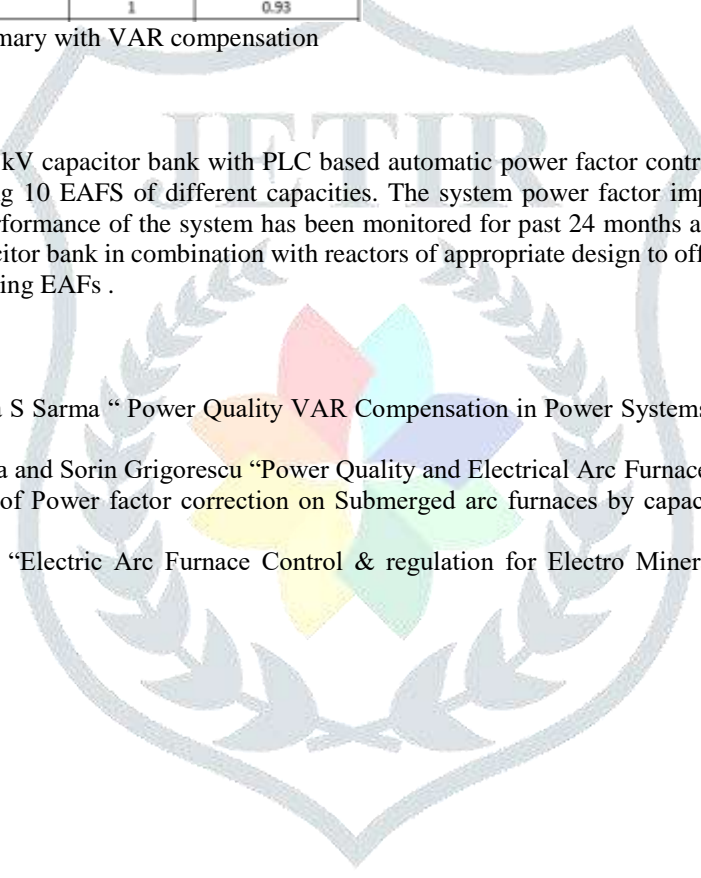 1 0.93
mary with VAR compensation
JETIR
kV capacitor bank with PLC based automatic power factor contr
g 10 EAFS of different capacities. The system power factor imp
rformance of the system has been monitored for past 24 months a
citor bank in combination with reactors of appropriate design to off
ing EAFs .
a S Sarma “ Power Quality VAR Compensation in Power Systems
a and Sorin Grigorescu “Power Quality and Electrical Arc Furnace
of Power factor correction on Submerged arc furnaces by capac
“Electric Arc Furnace Control & regulation for Electro Miner